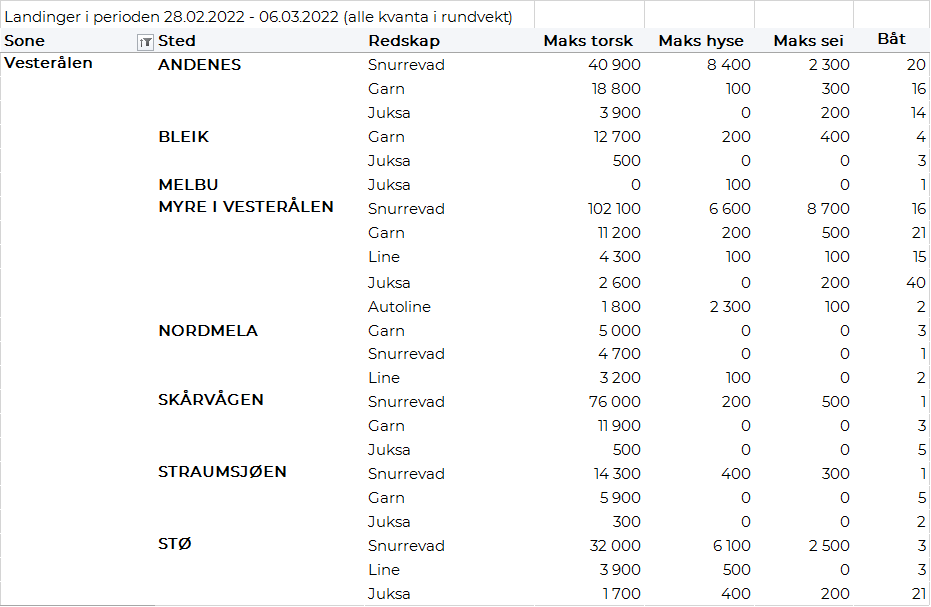 Landinger i perioden 28.02.2022 - 06.03.2022 (alle kvanta i rundvekt)
Sone Sted Redskap Maks torsk Maks hyse Maks sei Båt
Vesterålen ANDENES Snurrevad 40 900 8 400 2 300 20
Garn 18 800 100 300 16
Juksa 3 900 0 200 14
BLEIK Garn 12 700 200 400 4
Juksa 500 0 0 3
MELBU Juksa 0 100 0 1
MYRE I VESTERÅLEN Snurrevad 102 100 6 600 8 700 16
Garn 11 200 200 500 21
Line 4 300 100 100 15
Juksa 2 600 0 200 40
Autoline 1 800 2 300 100 2
NORDMELA Garn 5 000 0 0 3
Snurrevad 4 700 0 0 1
Line 3 200 100 0 2
SKÅRVÅGEN Snurrevad 76 000 200 500 1
Garn 11 900 0 0 3
Juksa 500 0 0 5
STRAUMSJØEN Snurrevad 14 300 400 300 1
Garn 5 900 0 0 5
Juksa 300 0 0 2
STØ Snurrevad 32 000 6 100 2 500 3
Line 3 900 500 0 3
Juksa 1 700 400 200 21